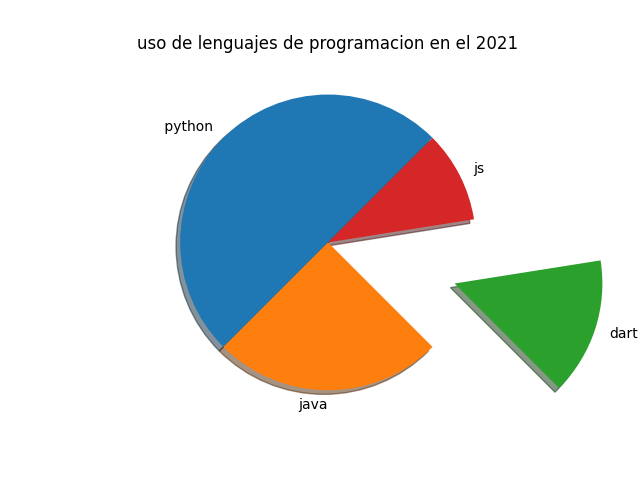 uso de lenguajes de programacion en el 2021
python
js
dart
java